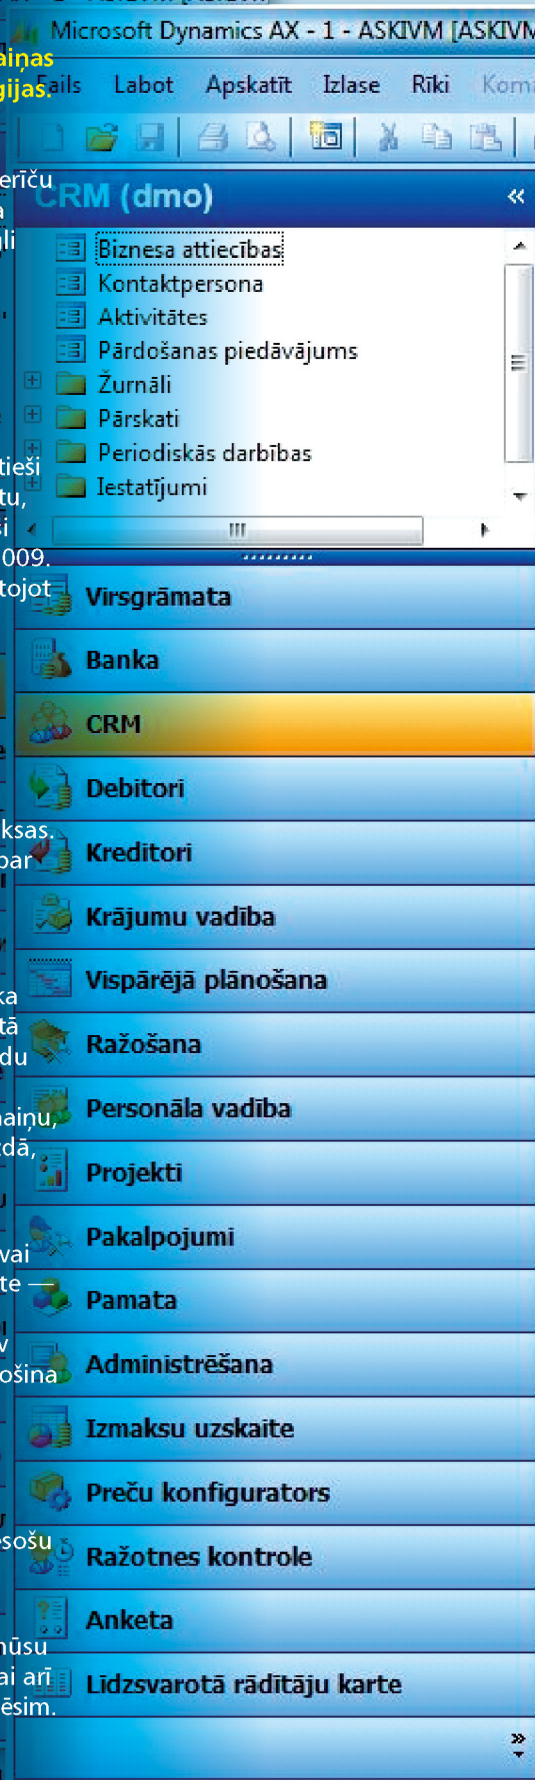 Microsoft Dynamics AX - 1 - ASKIVM [ASKIVM
Fails Labot Apskatīt Izlase Rīki
CRM (dmo)
Biznesa attiecības
Kontaktpersona
Aktivitātes
Pārdošanas piedāvājums
Žurnāli
Pārskati
Periodiskās darbības
Iestatījumi
Virsgrāmata
Banka
CRM
Debitori
Kreditori
Krājumu vadība
Vispārējā plānošana
Ražošana
Personāla vadība
Projekti
Pakalpojumi
Pamata
Administrēšana
Izmaksu uzskaite
Preču konfigurators
Ražotnes kontrole
Anketa
Līdzsvarotā rādītāju karte